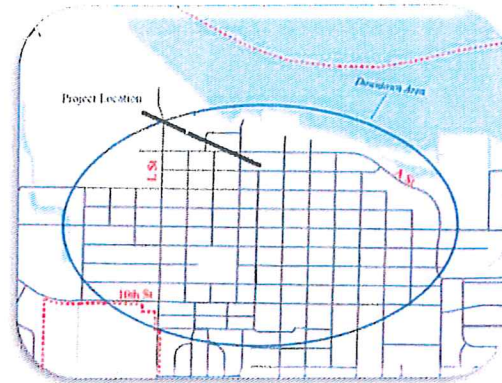 Downtown Area
Project Location
L St
A St
10th St